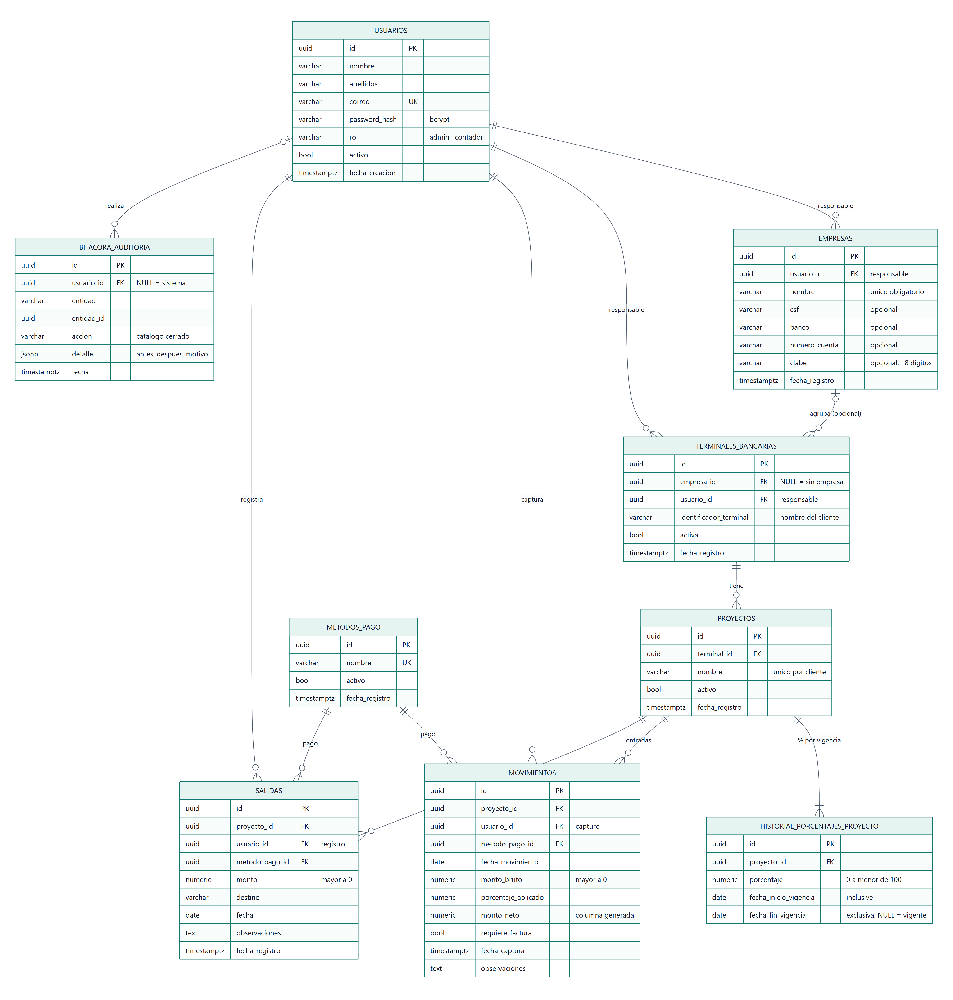 USUARIOS
uuid id PK
varchar nombre
varchar apellidos
varchar correo UK
varchar password_hash bcrypt
varchar rol admin | contador
bool activo
timestamptz fecha_creacion
realiza
responsable
BITACORA_AUDITORIA
uuid id PK
uuid usuario_id FK NULL = sistema
varchar entidad
uuid entidad_id
varchar accion catalogo cerrado
jsonb detalle antes, despues, motivo
timestamptz fecha
EMPRESAS
uuid id PK
uuid usuario_id FK responsable
varchar nombre unico obligatorio
varchar csf opcional
varchar banco opcional
varchar numero_cuenta opcional
varchar clabe opcional, 18 digitos
timestamptz fecha_registro
responsable
agrupa (opcional)
TERMINALES_BANCARIAS
uuid id PK
uuid empresa_id FK NULL = sin empresa
uuid usuario_id FK responsable
varchar identificador_terminal nombre del cliente
bool activa
timestamptz fecha_registro
registra
captura
tiene
METODOS_PAGO
uuid id PK
varchar nombre UK
bool activo
timestamptz fecha_registro
PROYECTOS
uuid id PK
uuid terminal_id FK
varchar nombre unico por cliente
bool activo
timestamptz fecha_registro
pago
pago
entradas
% por vigencia
SALIDAS
uuid id PK
uuid proyecto_id FK
uuid usuario_id FK registro
uuid metodo_pago_id FK
numeric monto mayor a 0
varchar destino
date fecha
text observaciones
timestamptz fecha_registro
MOVIMIENTOS
uuid id PK
uuid proyecto_id FK
uuid usuario_id FK capturo
uuid metodo_pago_id FK
date fecha_movimiento
numeric monto_bruto mayor a 0
numeric porcentaje_aplicado
numeric monto_neto columna generada
bool requiere_factura
timestamptz fecha_captura
text observaciones
HISTORIAL_PORCENTAJES_PROYECTO
uuid id PK
uuid proyecto_id FK
numeric porcentaje 0 a menor de 100
date fecha_inicio_vigencia inclusive
date fecha_fin_vigencia exclusiva, NULL = vigente